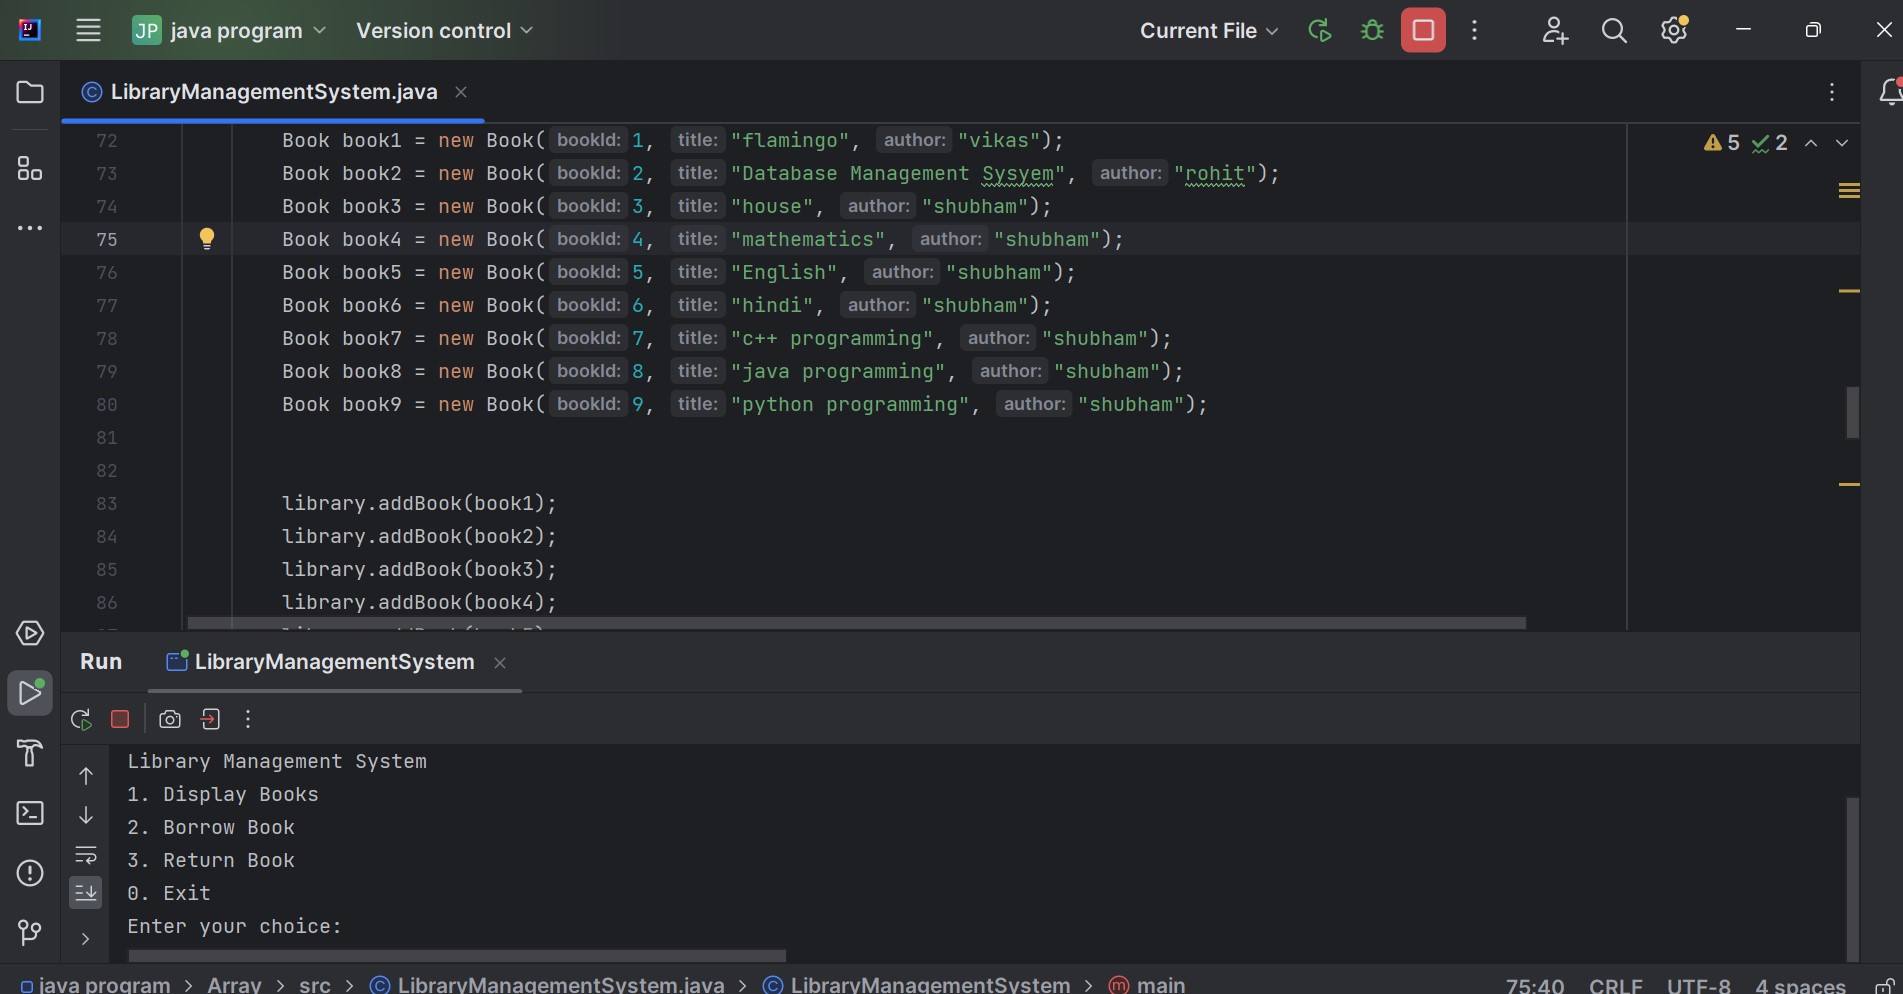 JP java program Version control Current File
LibraryManagementSystem.java
72 Book book1 = new Book( bookId: 1, title: "flamingo", author: "vikas");
5 2
73 Book book2 = new Book( bookId: 2, title: "Database Management Sysyem", author: "rohit");
74 Book book3 = new Book( bookId: 3, title: "house", author: "shubham");
75 Book book4 = new Book( bookId: 4, title: "mathematics", author: "shubham");
76 Book book5 = new Book( bookId: 5, title: "English", author: "shubham");
77 Book book6 = new Book( bookId: 6, title: "hindi", author: "shubham");
78 Book book7 = new Book( bookId: 7, title: "c++ programming", author: "shubham");
79 Book book8 = new Book( bookId: 8, title: "java programming", author: "shubham");
80 Book book9 = new Book( bookId: 9, title: "python programming", author: "shubham");
81
82
83 library.addBook(book1);
84 library.addBook(book2);
85 library.addBook(book3);
86 library.addBook(book4);
Run LibraryManagementSystem
Library Management System
1. Display Books
2. Borrow Book
3. Return Book
0. Exit
Enter your choice:
java program > Array > src > LibraryManagementSystem.java > LibraryManagementSystem > main 75:40 CRLF UTF-8 4 spaces